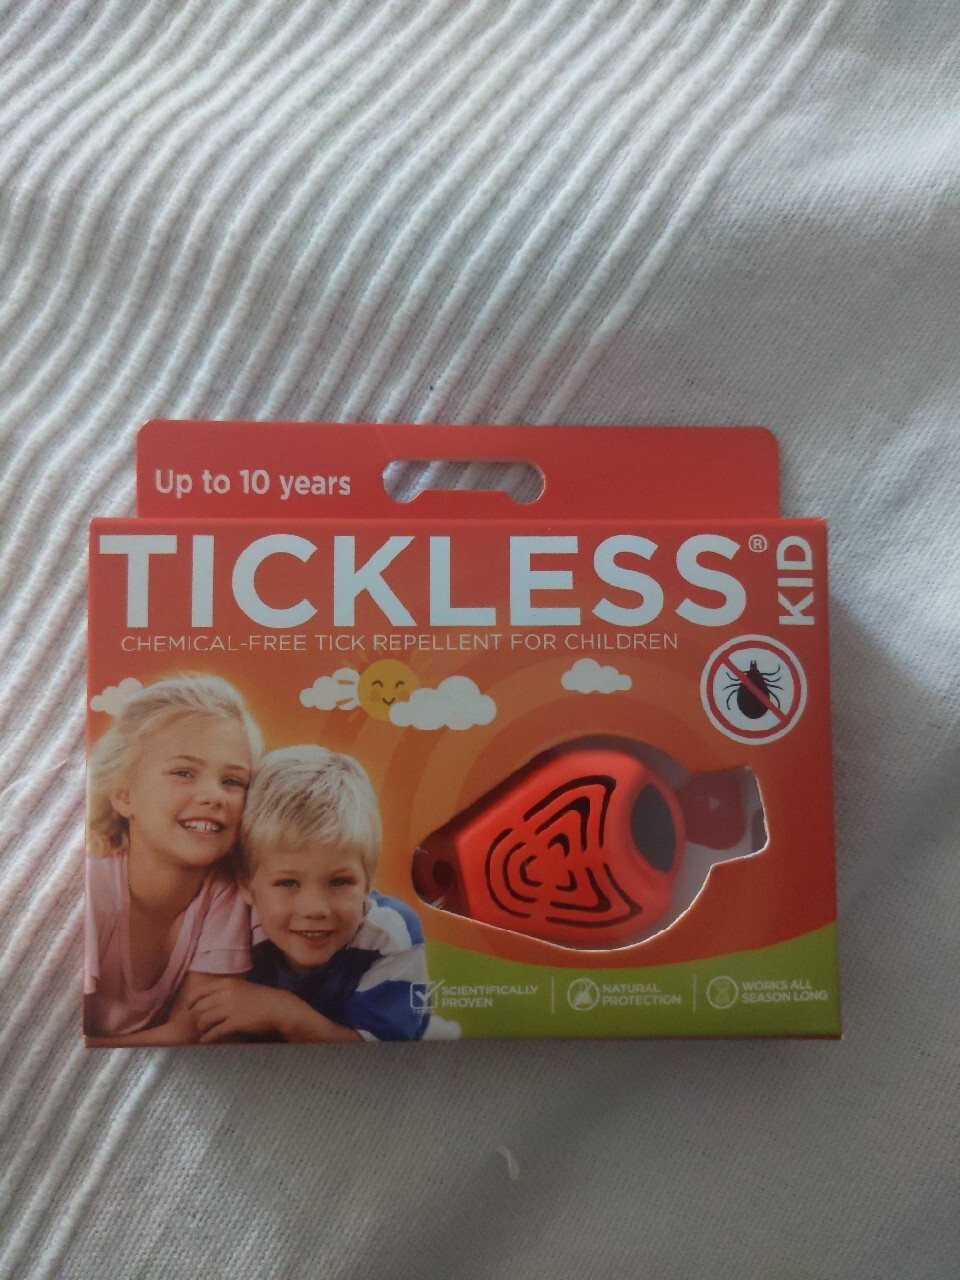 Up to 10 years
TICKLESS®
KID
CHEMICAL-FREE TICK REPELLENT FOR CHILDREN
SCIENTIFICALLY
PROVEN
NATURAL
PROTECTION
WORKS ALL
SEASON LONG